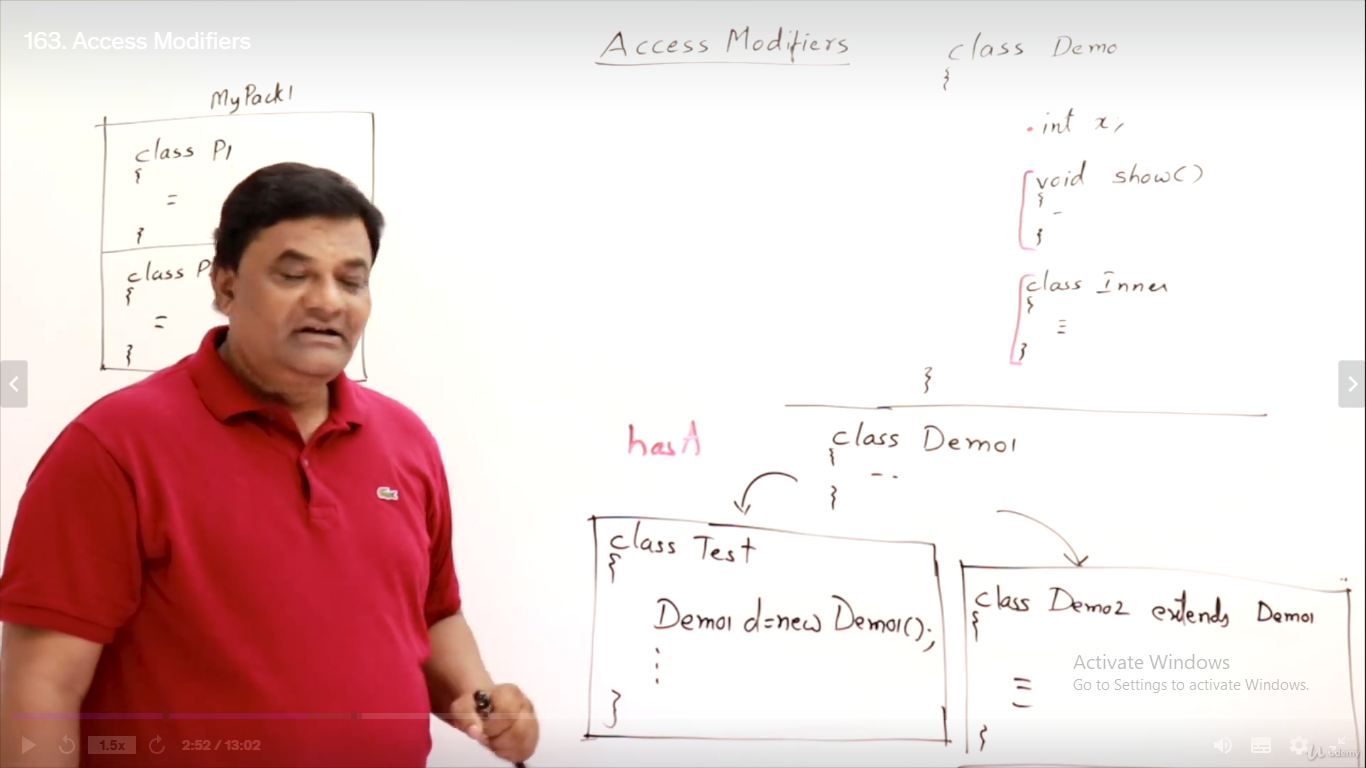 163. Access Modifiers
Access Modifiers
MyPack1
class P1
{
=
}
class P
{
=
}
class Demo
{
int x;
void show()
{
-
}
class Inner
{
≡
}
}
hasA
class Demo1
{
-- 
}
class Test
{
Demo1 d=new Demo1();
⋮
}
class Demo2 extends Demo1
{
≡
}
Activate Windows
Go to Settings to activate Windows.
1.5x
2:52 / 13:02
Udemy